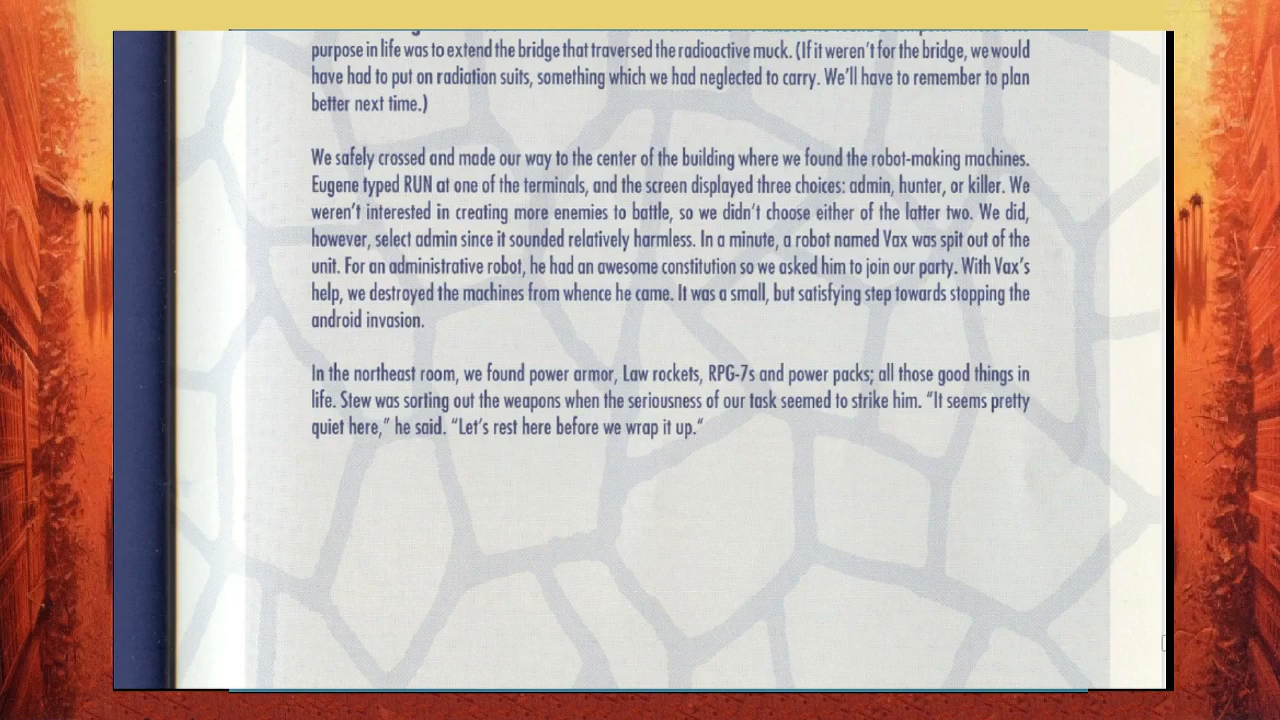 purpose in life was to extend the bridge that traversed the radioactive muck. (If it weren't for the bridge, we would
have had to put on radiation suits, something which we had neglected to carry. We'll have to remember to plan
better next time.)
We safely crossed and made our way to the center of the building where we found the robot-making machines.
Eugene typed RUN at one of the terminals, and the screen displayed three choices: admin, hunter, or killer. We
weren't interested in creating more enemies to battle, so we didn't choose either of the latter two. We did,
however, select admin since it sounded relatively harmless. In a minute, a robot named Vax was spit out of the
unit. For an administrative robot, he had an awesome constitution so we asked him to join our party. With Vax's
help, we destroyed the machines from whence he came. It was a small, but satisfying step towards stopping the
android invasion.
In the northeast room, we found power armor, Law rockets, RPG-7s and power packs; all those good things in
life. Stew was sorting out the weapons when the seriousness of our task seemed to strike him. “It seems pretty
quiet here,” he said. “Let's rest here before we wrap it up.“